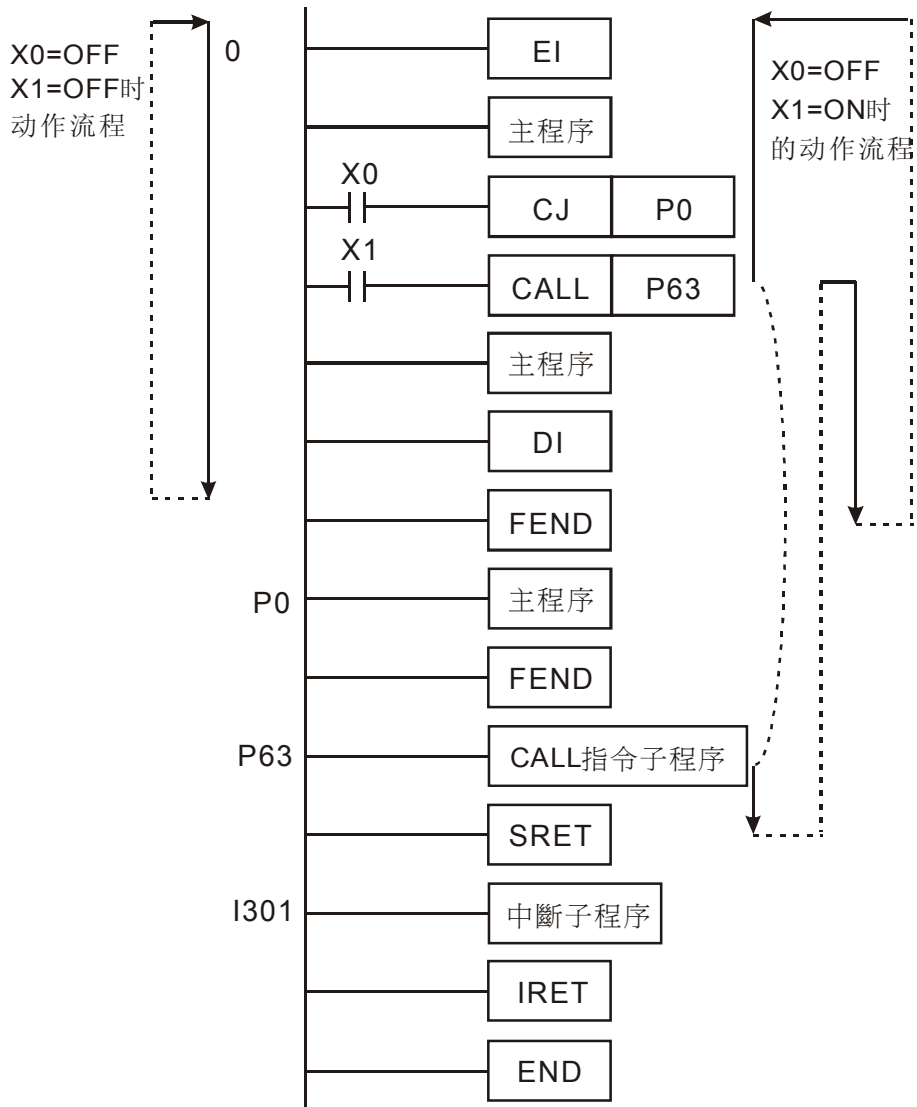 X0=OFF
X1=OFF时
动作流程
0
EI
X0=OFF
X1=ON时
的动作流程
主程序
X0
CJ P0
X1
CALL P63
主程序
DI
FEND
P0
主程序
FEND
P63
CALL指令子程序
SRET
I301
中斷子程序
IRET
END